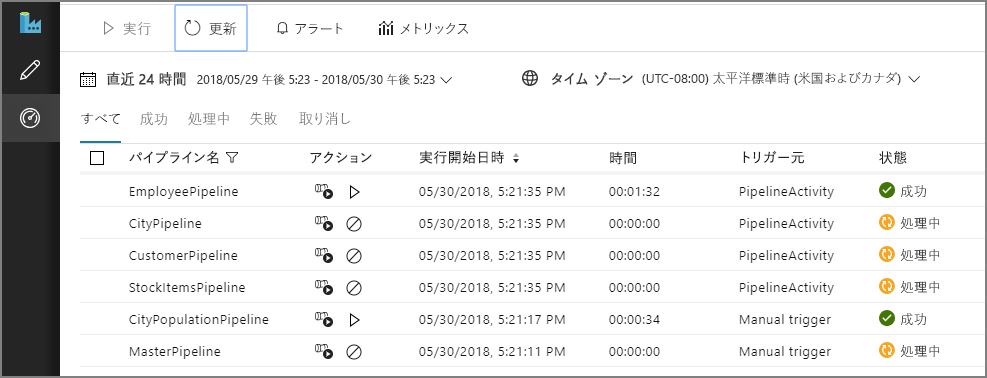 実行 更新 アラート メトリックス
直近 24 時間 2018/05/29 午後 5:23 - 2018/05/30 午後 5:23 タイム ゾーン (UTC-08:00) 太平洋標準時 (米国およびカナダ)
すべて 成功 処理中 失敗 取り消し
パイプライン名 アクション 実行開始日時 時間 トリガー元 状態
EmployeePipeline 05/30/2018, 5:21:35 PM 00:01:32 PipelineActivity 成功
CityPipeline 05/30/2018, 5:21:35 PM 00:00:00 PipelineActivity 処理中
CustomerPipeline 05/30/2018, 5:21:35 PM 00:00:00 PipelineActivity 処理中
StockItemsPipeline 05/30/2018, 5:21:35 PM 00:00:00 PipelineActivity 処理中
CityPopulationPipeline 05/30/2018, 5:21:17 PM 00:00:34 Manual trigger 成功
MasterPipeline 05/30/2018, 5:21:11 PM 00:00:00 Manual trigger 処理中